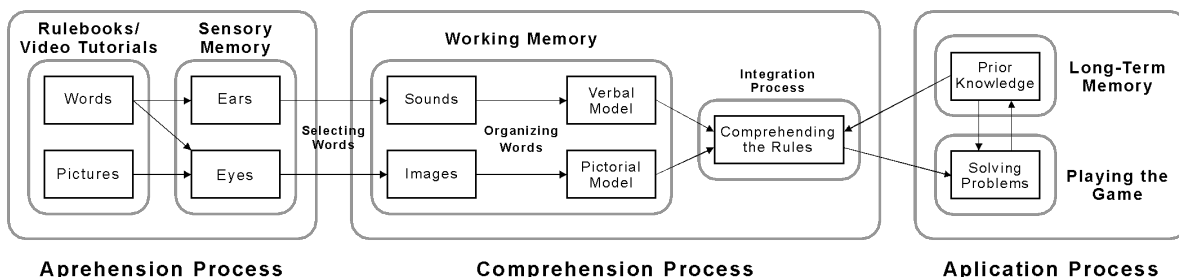 Rulebooks/
Video Tutorials
Words
Pictures
Sensory
Memory
Ears
Eyes
Selecting
Words
Working Memory
Sounds
Images
Organizing
Words
Verbal
Model
Pictorial
Model
Integration
Process
Comprehending
the Rules
Prior
Knowledge
Long-Term
Memory
Solving
Problems
Playing the
Game
Aprehension Process
Comprehension Process
Aplication Process